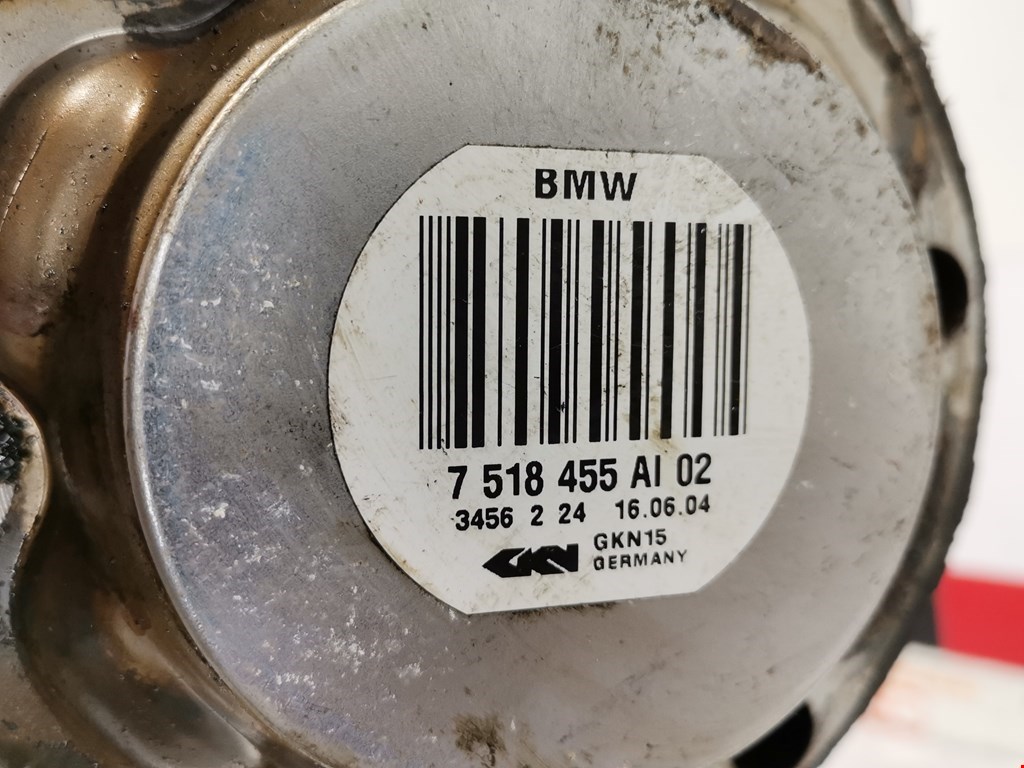 BMW
7 518 455 AI 02
3456 2 24 16.06.04
GKN GKN15
GERMANY